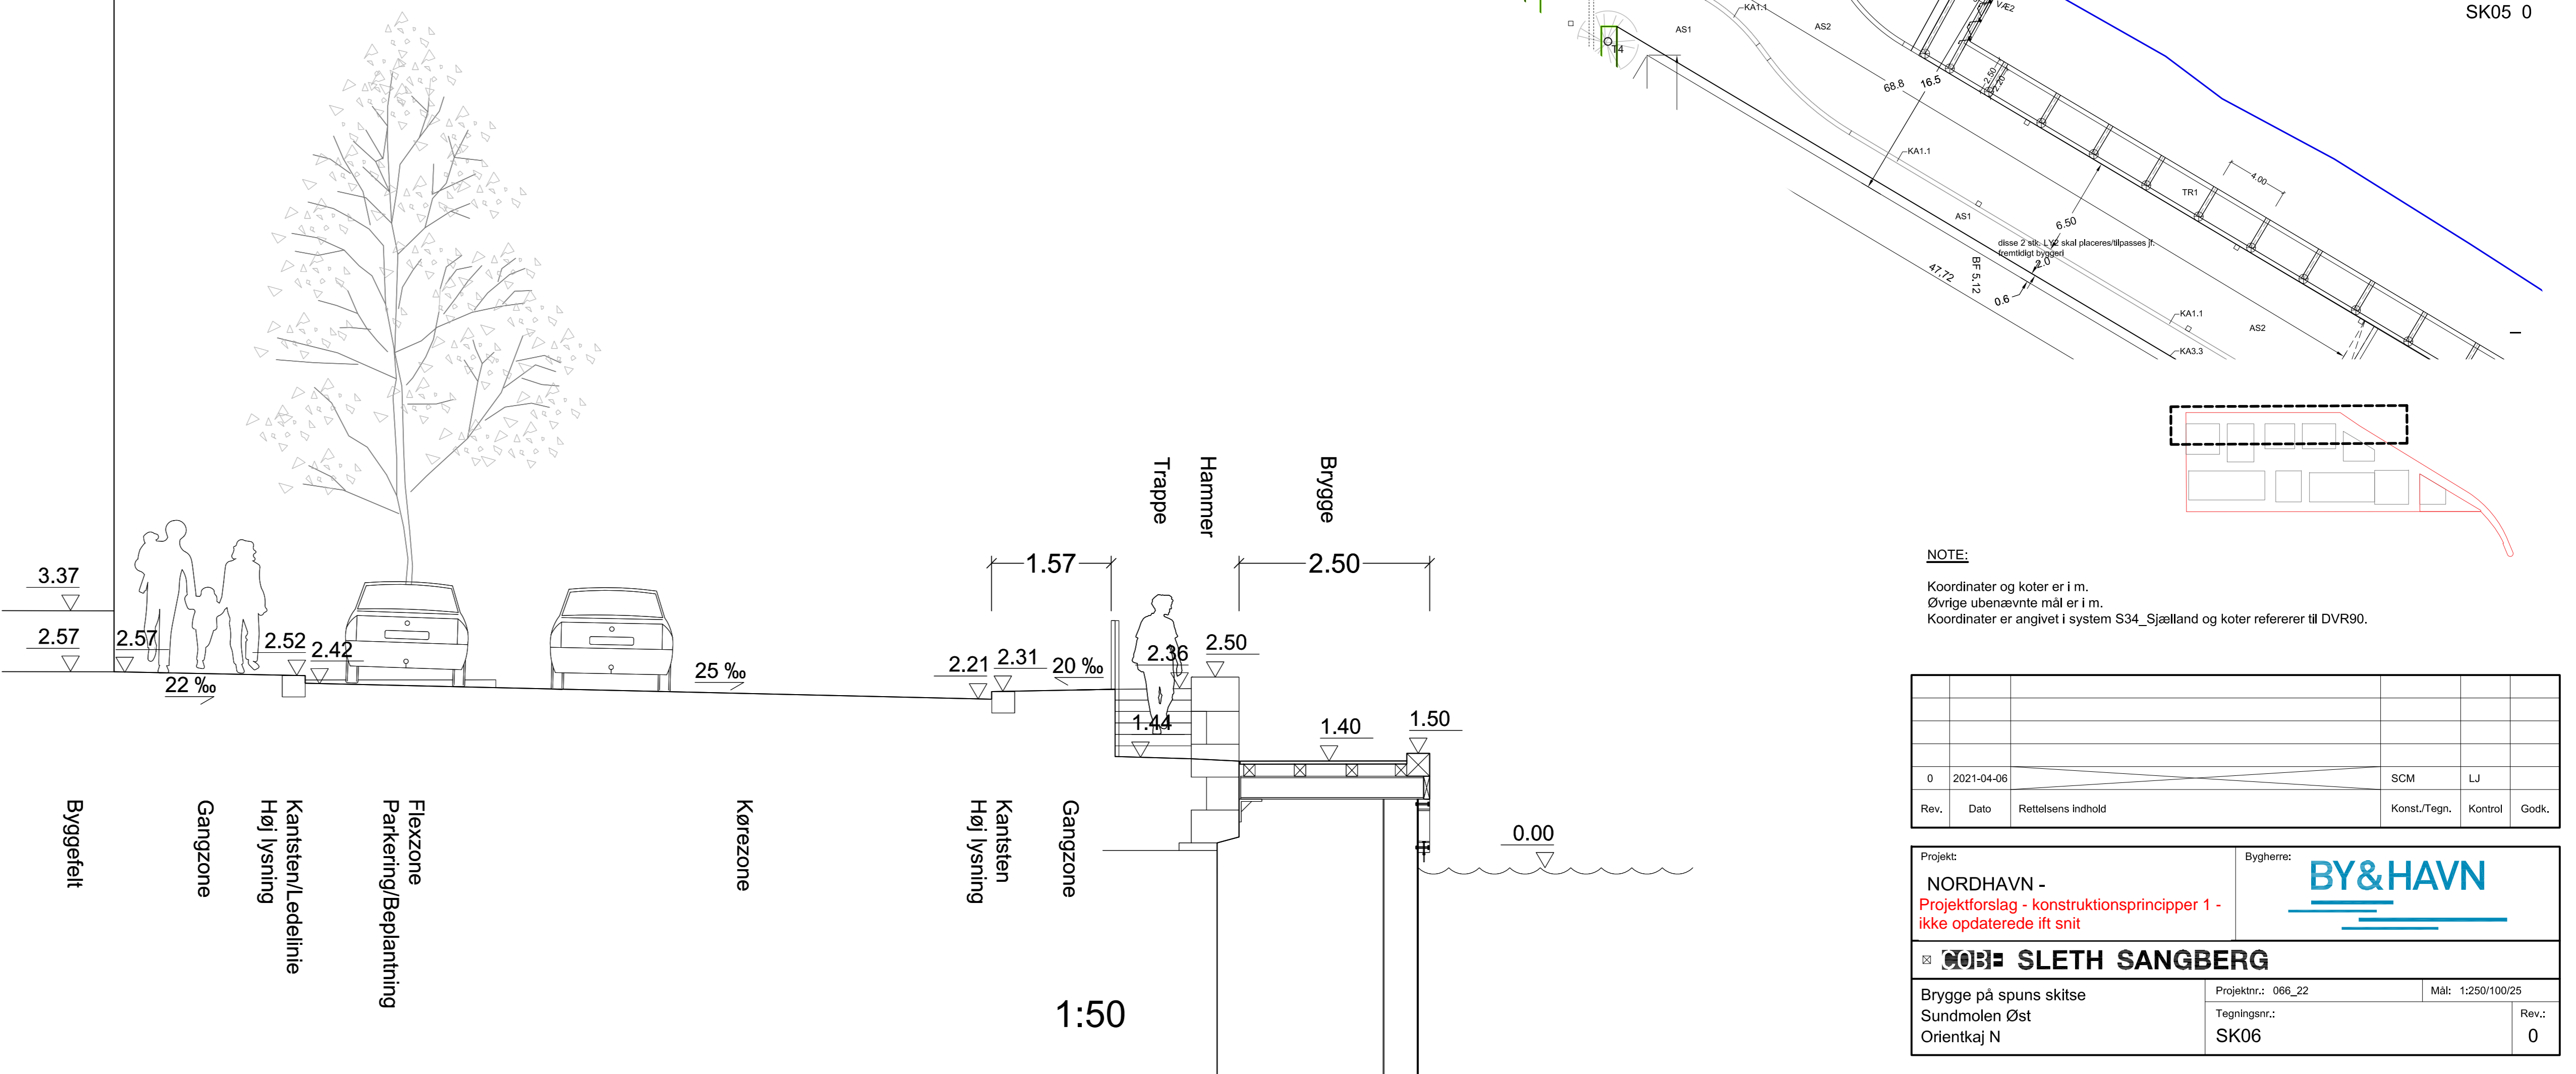 SK05 0
KA1.1
AS1
AS2
VÆ2
T4
68.8
16.5
2.50
2.20
KA1.1
4.00
TR1
AS1
6.50
disse 2 stk. LY2 skal placeres/tilpasses jf.
fremtidigt byggeri
2.0
BF 5.12
47,72
0.6
KA1.1
AS2
KA3.3
Trappe
Hammer
Brygge
1.57
2.50
3.37
2.57
2.57
2.52
2.42
22 ‰
25 ‰
2.21
2.31
20 ‰
2.36
2.50
1.44
1.40
1.50
0.00
Byggefelt
Gangzone
Kantsten/Ledelinie
Høj lysning
Flexzone
Parkering/Beplantning
Kørezone
Kantsten
Høj lysning
Gangzone
1:50
NOTE:
Koordinater og koter er i m.
Øvrige ubenævnte mål er i m.
Koordinater er angivet i system S34_Sjælland og koter refererer til DVR90.
0 2021-04-06 SCM LJ
Rev. Dato Rettelsens indhold Konst./Tegn. Kontrol Godk.
Projekt:
NORDHAVN -
Projektforslag - konstruktionsprincipper 1 -
ikke opdaterede ift snit
Bygherre:
BY&HAVN
COBE SLETH SANGBERG
Brygge på spuns skitse
Sundmolen Øst
Orientkaj N
Projektnr.: 066_22
Mål: 1:250/100/25
Tegningsnr.:
SK06
Rev.:
0